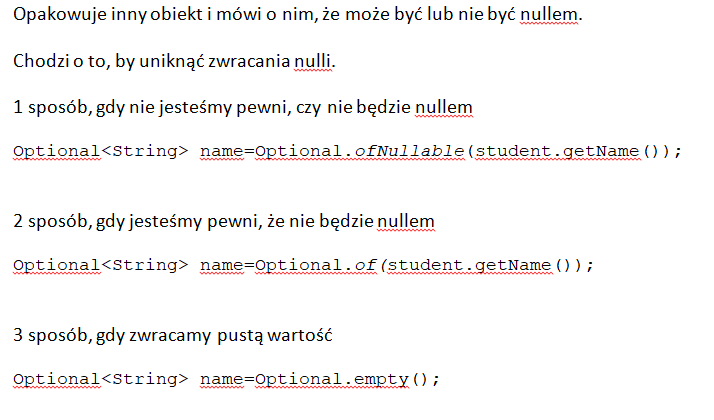 Opakowuje inny obiekt i mówi o nim, że może być lub nie być nullem.
Chodzi o to, by uniknąć zwracania nulli.
1 sposób, gdy nie jesteśmy pewni, czy nie będzie nullem
Optional<String> name=Optional.ofNullable(student.getName());
2 sposób, gdy jesteśmy pewni, że nie będzie nullem
Optional<String> name=Optional.of(student.getName());
3 sposób, gdy zwracamy pustą wartość
Optional<String> name=Optional.empty();